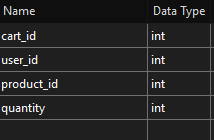 Name Data Type
cart_id int
user_id int
product_id int
quantity int